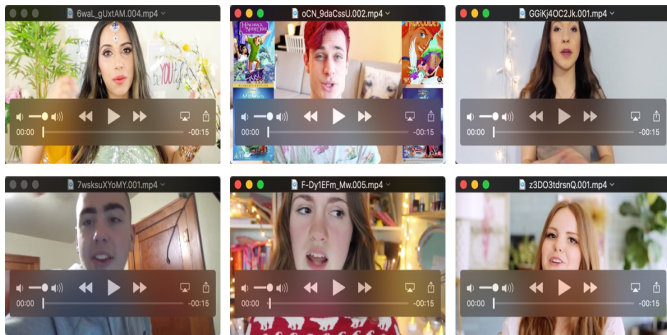 6waL_gUxtAM.004.mp4
oCN_9daCssU.002.mp4
GGiKj4OC2Jk.001.mp4
YOU
00:00 -00:15
00:00 -00:15
00:00 -00:15
7wsksuXYoMY.001.mp4
F-Dy1EFm_Mw.005.mp4
z3DO3tdrsnQ.001.mp4
00:00 -00:15
00:00 -00:15
00:00 -00:15